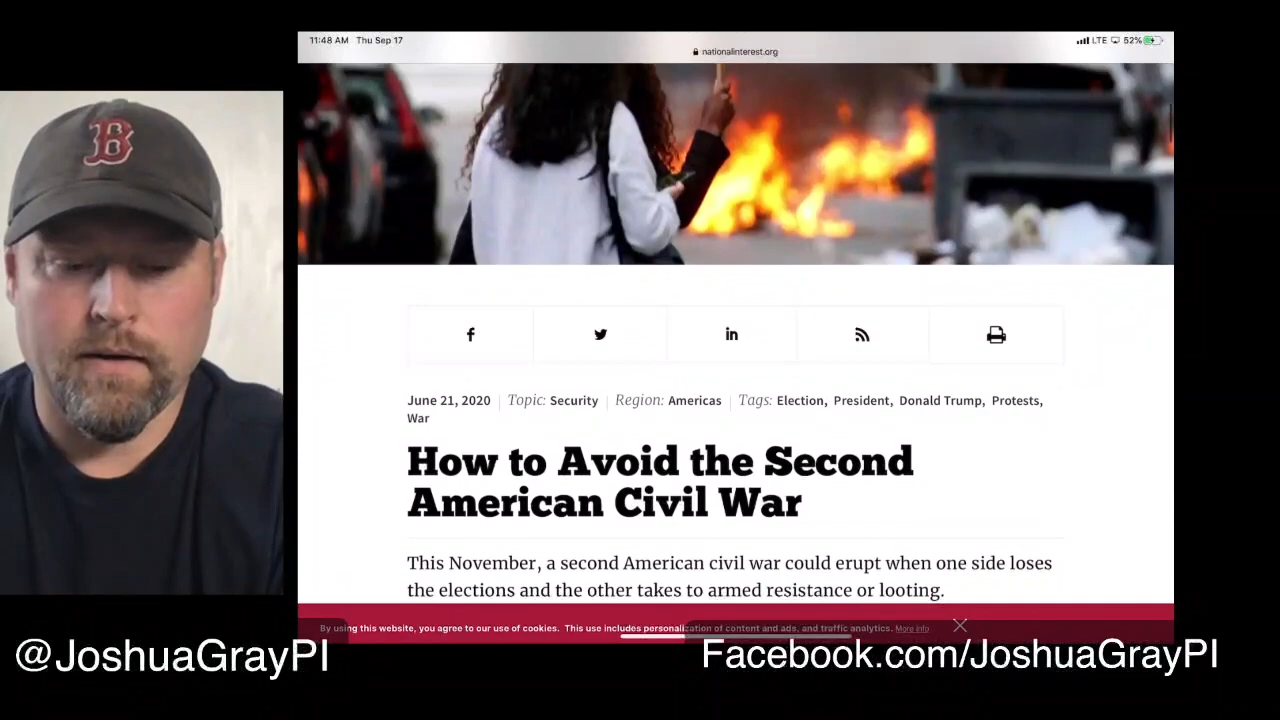 11:48 AM Thu Sep 17
LTE 52%
nationalinterest.org
B
June 21, 2020 | Topic: Security | Region: Americas | Tags: Election, President, Donald Trump, Protests,
War
How to Avoid the Second
American Civil War
This November, a second American civil war could erupt when one side loses
the elections and the other takes to armed resistance or looting.
By using this website, you agree to our use of cookies. This use includes personalization of content and ads, and traffic analytics. More info
@JoshuaGrayPI
Facebook.com/JoshuaGrayPI